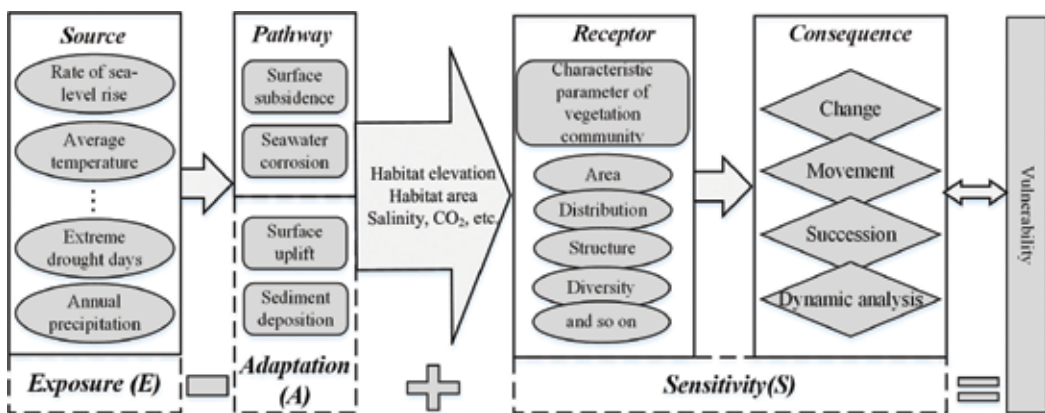 Source
Rate of sea-
level rise
Average
temperature
Extreme
drought days
Annual
precipitation
Exposure (E)
Pathway
Surface
subsidence
Seawater
corrosion
Surface
uplift
Sediment
deposition
Adaptation
(A)
Habitat elevation
Habitat area
Salinity, CO₂, etc.
Receptor
Characteristic
parameter of
vegetation
community
Area
Distribution
Structure
Diversity
and so on
Consequence
Change
Movement
Succession
Dynamic analysis
Sensitivity(S)
Vulnerability